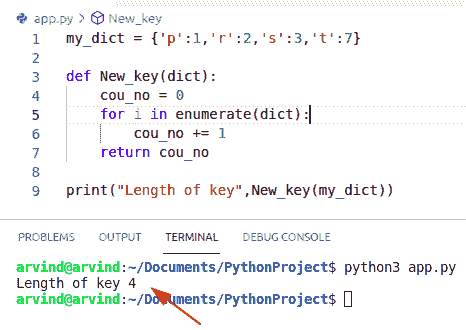 app.py > New_key
1 my_dict = {'p':1,'r':2,'s':3,'t':7}
2
3 def New_key(dict):
4     cou_no = 0
5     for i in enumerate(dict):
6         cou_no += 1
7     return cou_no
8
9 print("Length of key",New_key(my_dict))
PROBLEMS OUTPUT TERMINAL DEBUG CONSOLE
arvind@arvind:~/Documents/PythonProject$ python3 app.py
Length of key 4
arvind@arvind:~/Documents/PythonProject$